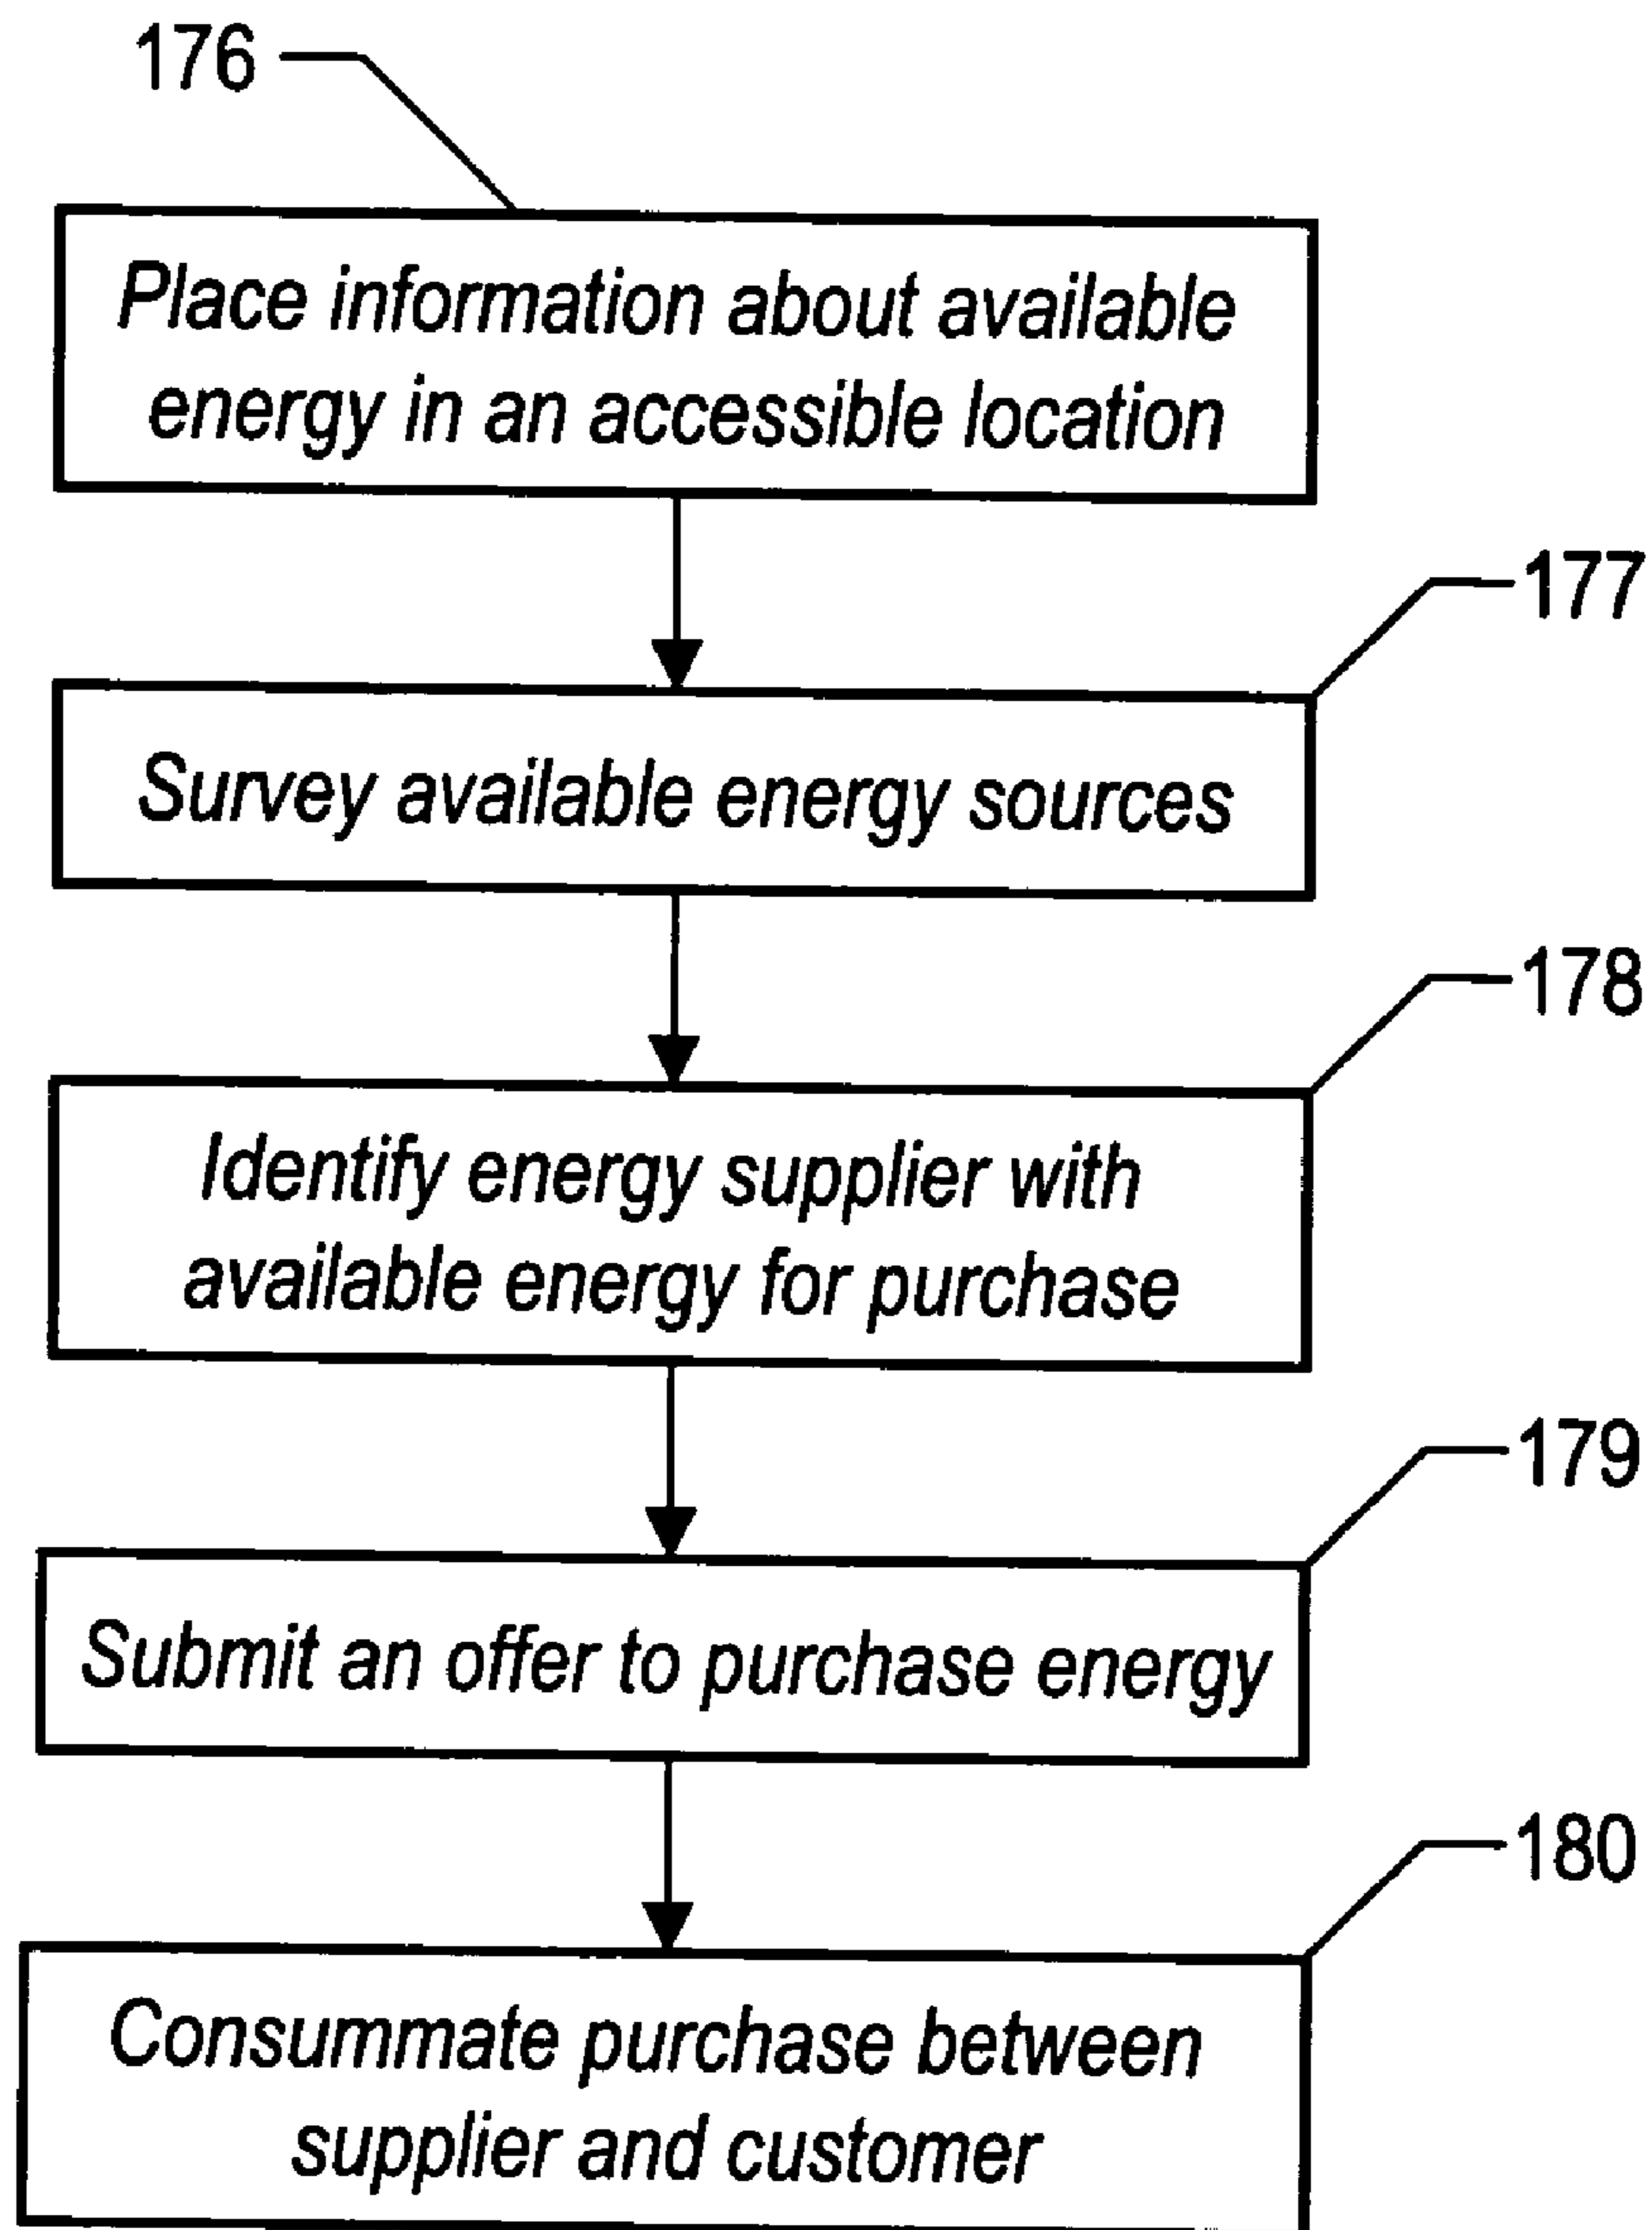 176
Place information about available
energy in an accessible location
177
Survey available energy sources
178
Identify energy supplier with
available energy for purchase
179
Submit an offer to purchase energy
180
Consummate purchase between
supplier and customer